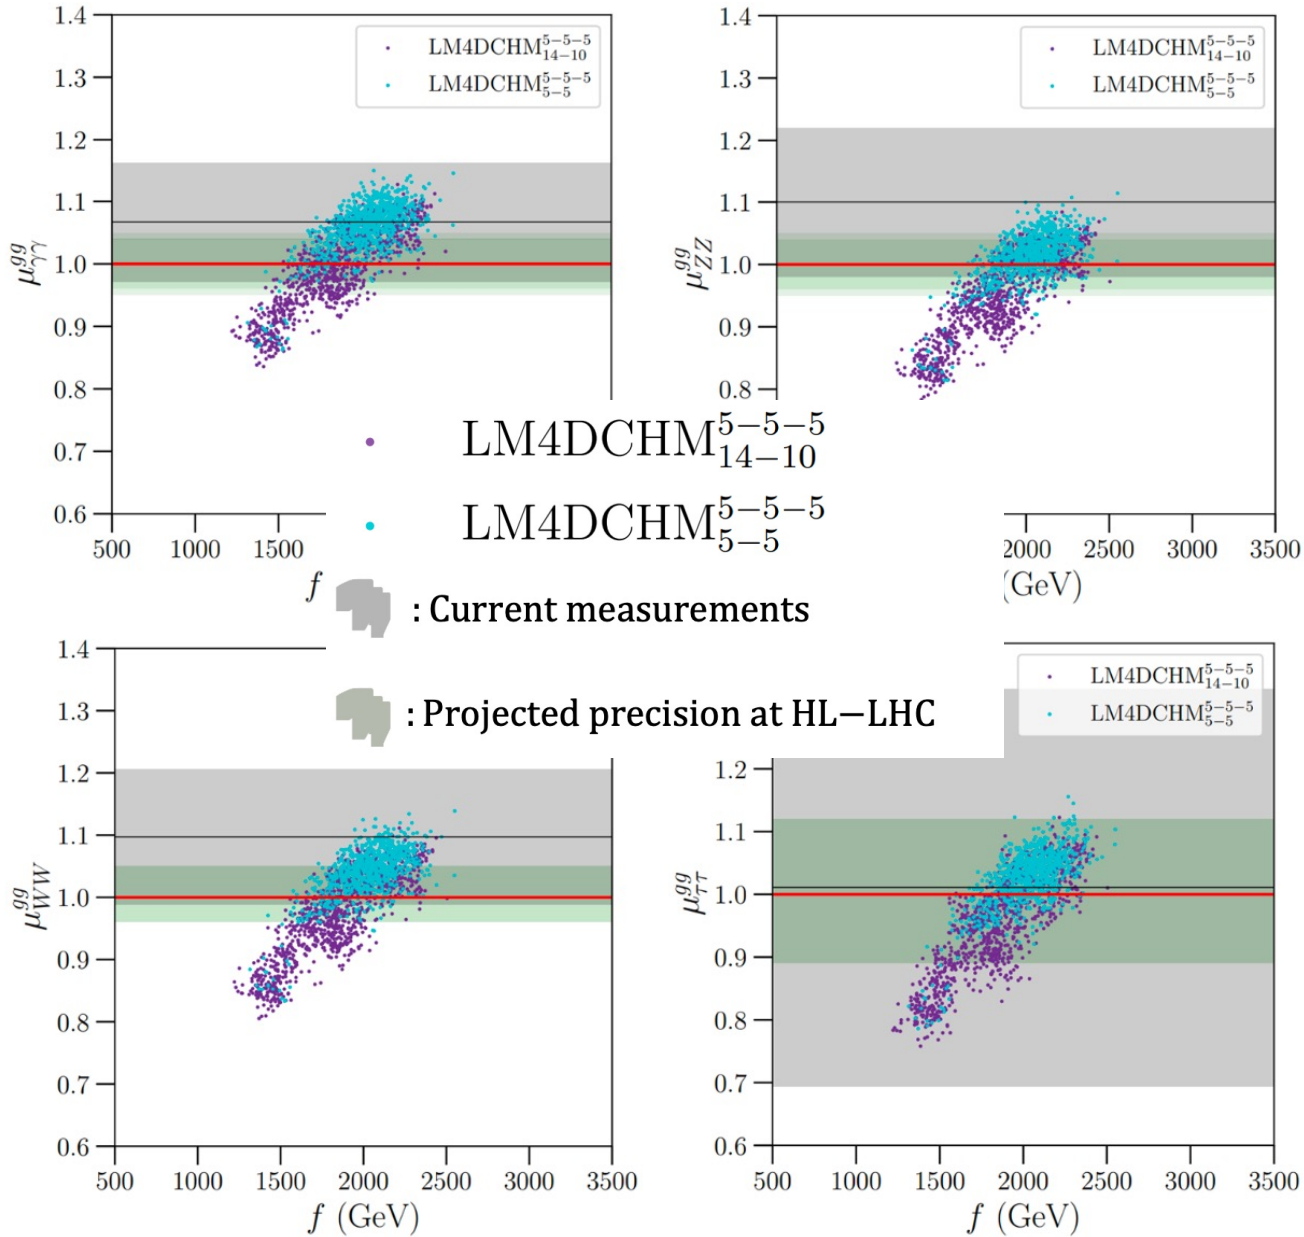 1.4
1.3
1.2
1.1
1.0
0.9
0.8
0.7
0.6
μ^{gg}_{γγ}
LM4DCHM^{5−5−5}_{14−10}
LM4DCHM^{5−5−5}_{5−5}
500 1000 1500
f
1.4
1.3
1.2
1.1
1.0
0.9
0.8
μ^{gg}_{ZZ}
LM4DCHM^{5−5−5}_{14−10}
LM4DCHM^{5−5−5}_{5−5}
2000 2500 3000 3500
(GeV)
LM4DCHM^{5−5−5}_{14−10}
LM4DCHM^{5−5−5}_{5−5}
: Current measurements
: Projected precision at HL−LHC
1.4
1.3
1.2
1.1
1.0
0.9
0.8
0.7
0.6
μ^{gg}_{WW}
500 1000 1500 2000 2500 3000 3500
f (GeV)
LM4DCHM^{5−5−5}_{14−10}
LM4DCHM^{5−5−5}_{5−5}
1.2
1.1
1.0
0.9
0.8
0.7
0.6
μ^{gg}_{ττ}
500 1000 1500 2000 2500 3000 3500
f (GeV)